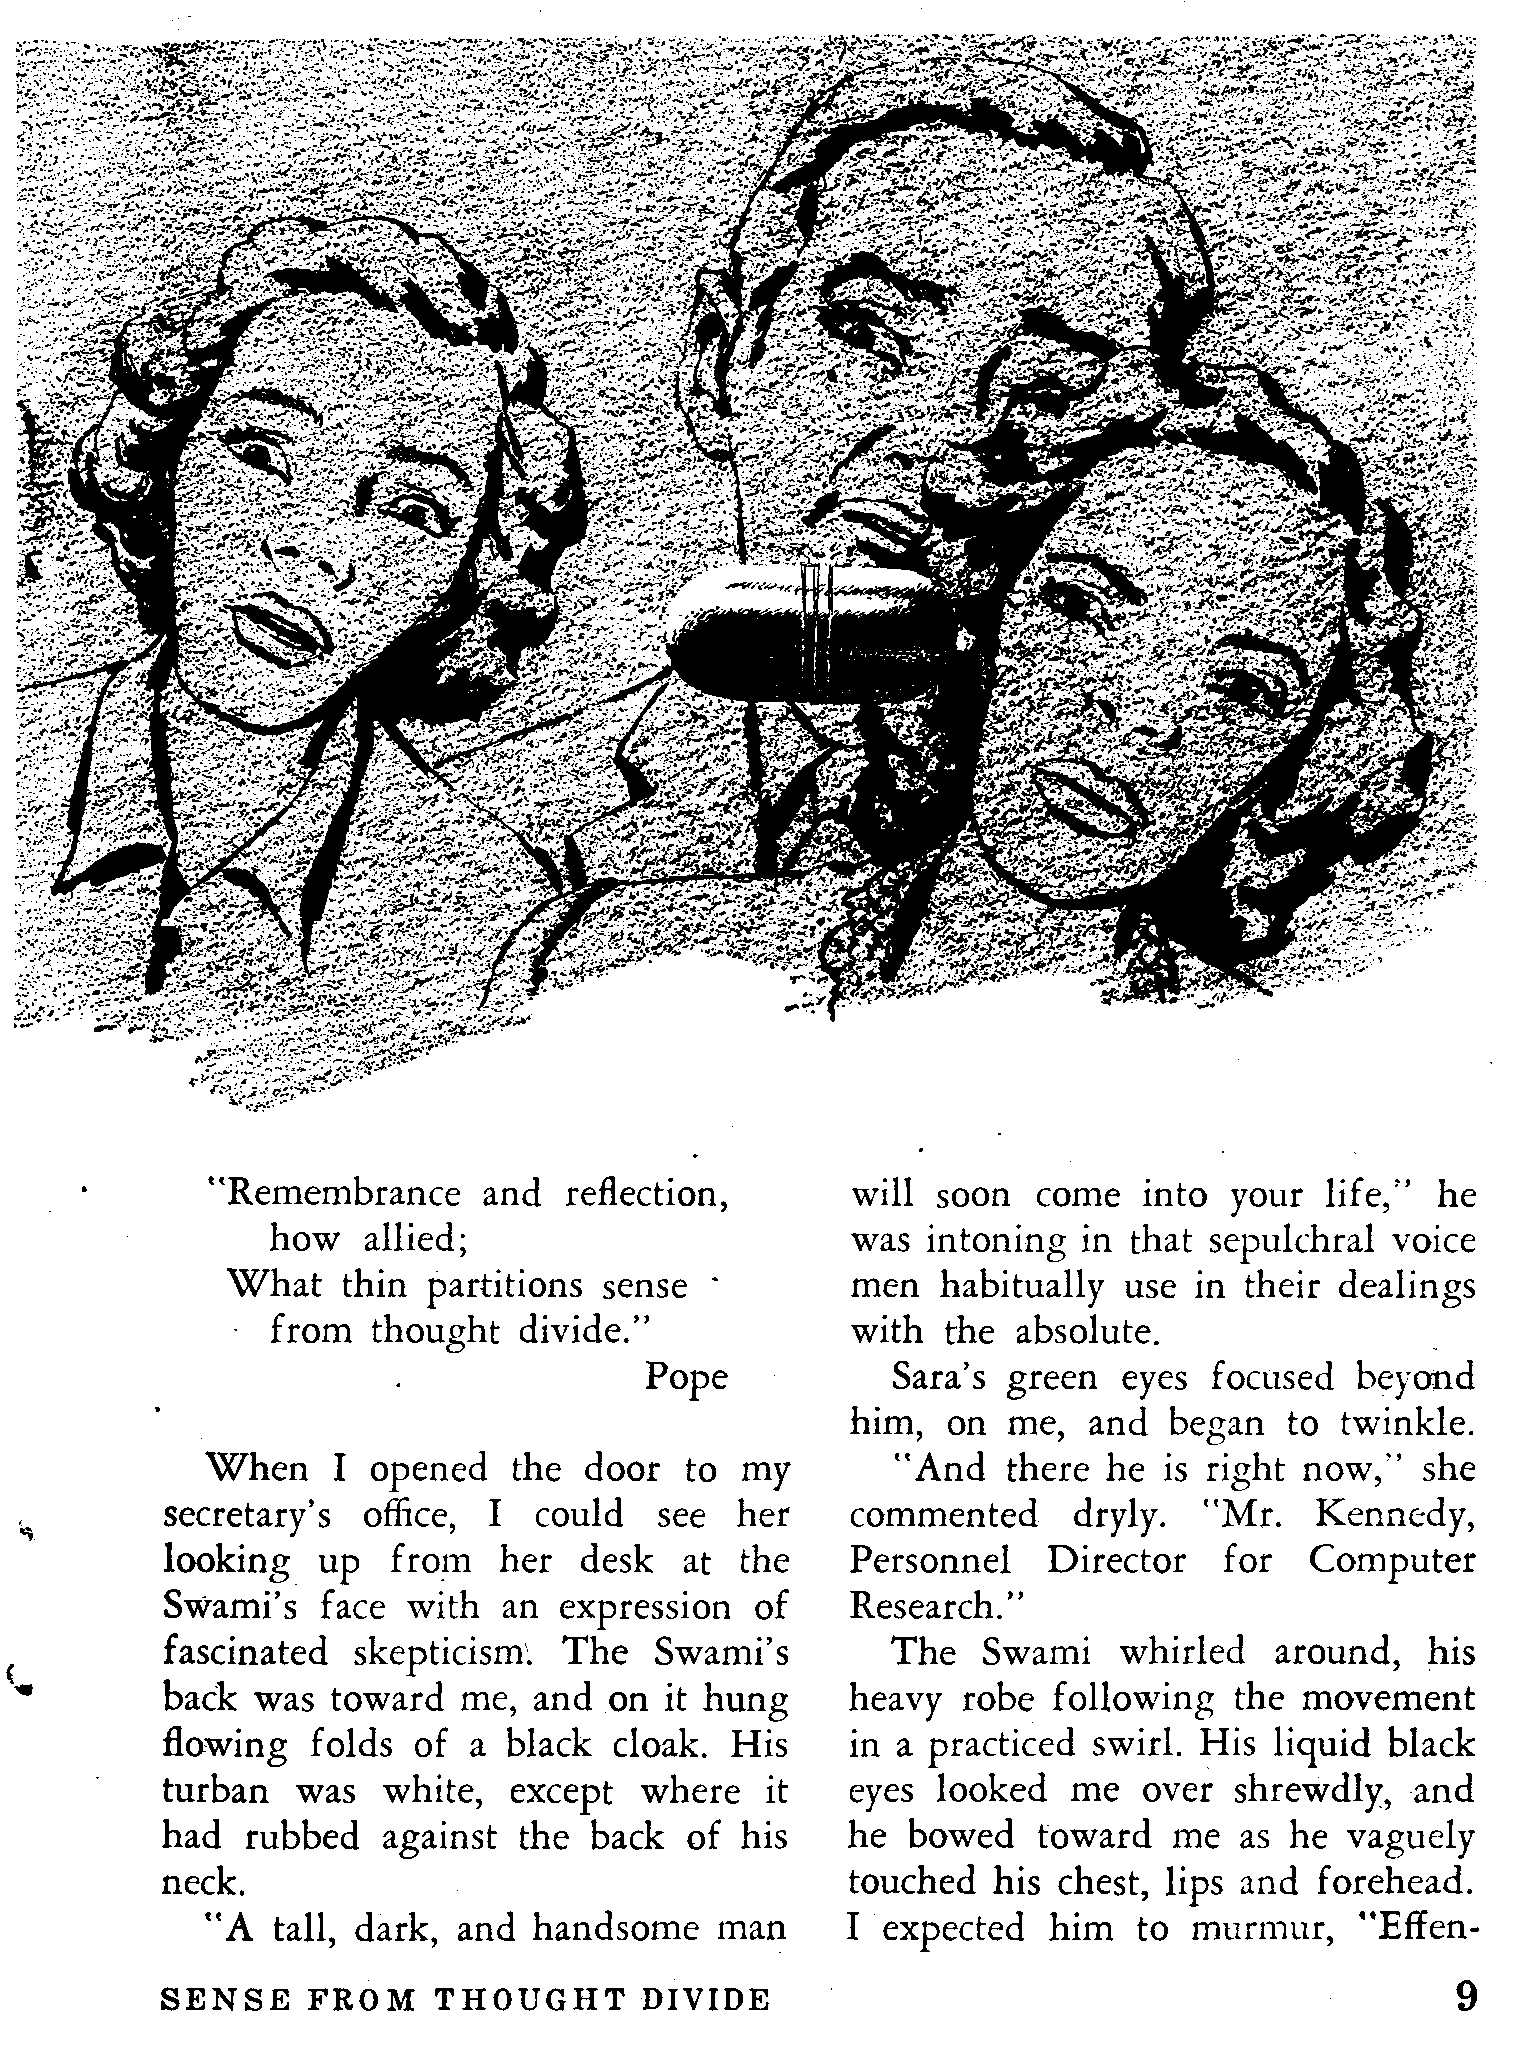 "Remembrance and reflection,
how allied;
What thin partitions sense
from thought divide."
Pope
When I opened the door to my
secretary's office, I could see her
looking up from her desk at the
Swami's face with an expression of
fascinated skepticism. The Swami's
back was toward me, and on it hung
flowing folds of a black cloak. His
turban was white, except where it
had rubbed against the back of his
neck.
"A tall, dark, and handsome man
will soon come into your life," he
was intoning in that sepulchral voice
men habitually use in their dealings
with the absolute.
Sara's green eyes focused beyond
him, on me, and began to twinkle.
"And there he is right now," she
commented dryly. "Mr. Kennedy,
Personnel Director for Computer
Research."
The Swami whirled around, his
heavy robe following the movement
in a practiced swirl. His liquid black
eyes looked me over shrewdly, and
he bowed toward me as he vaguely
touched his chest, lips and forehead.
I expected him to murmur, "Effen-
SENSE FROM THOUGHT DIVIDE 9